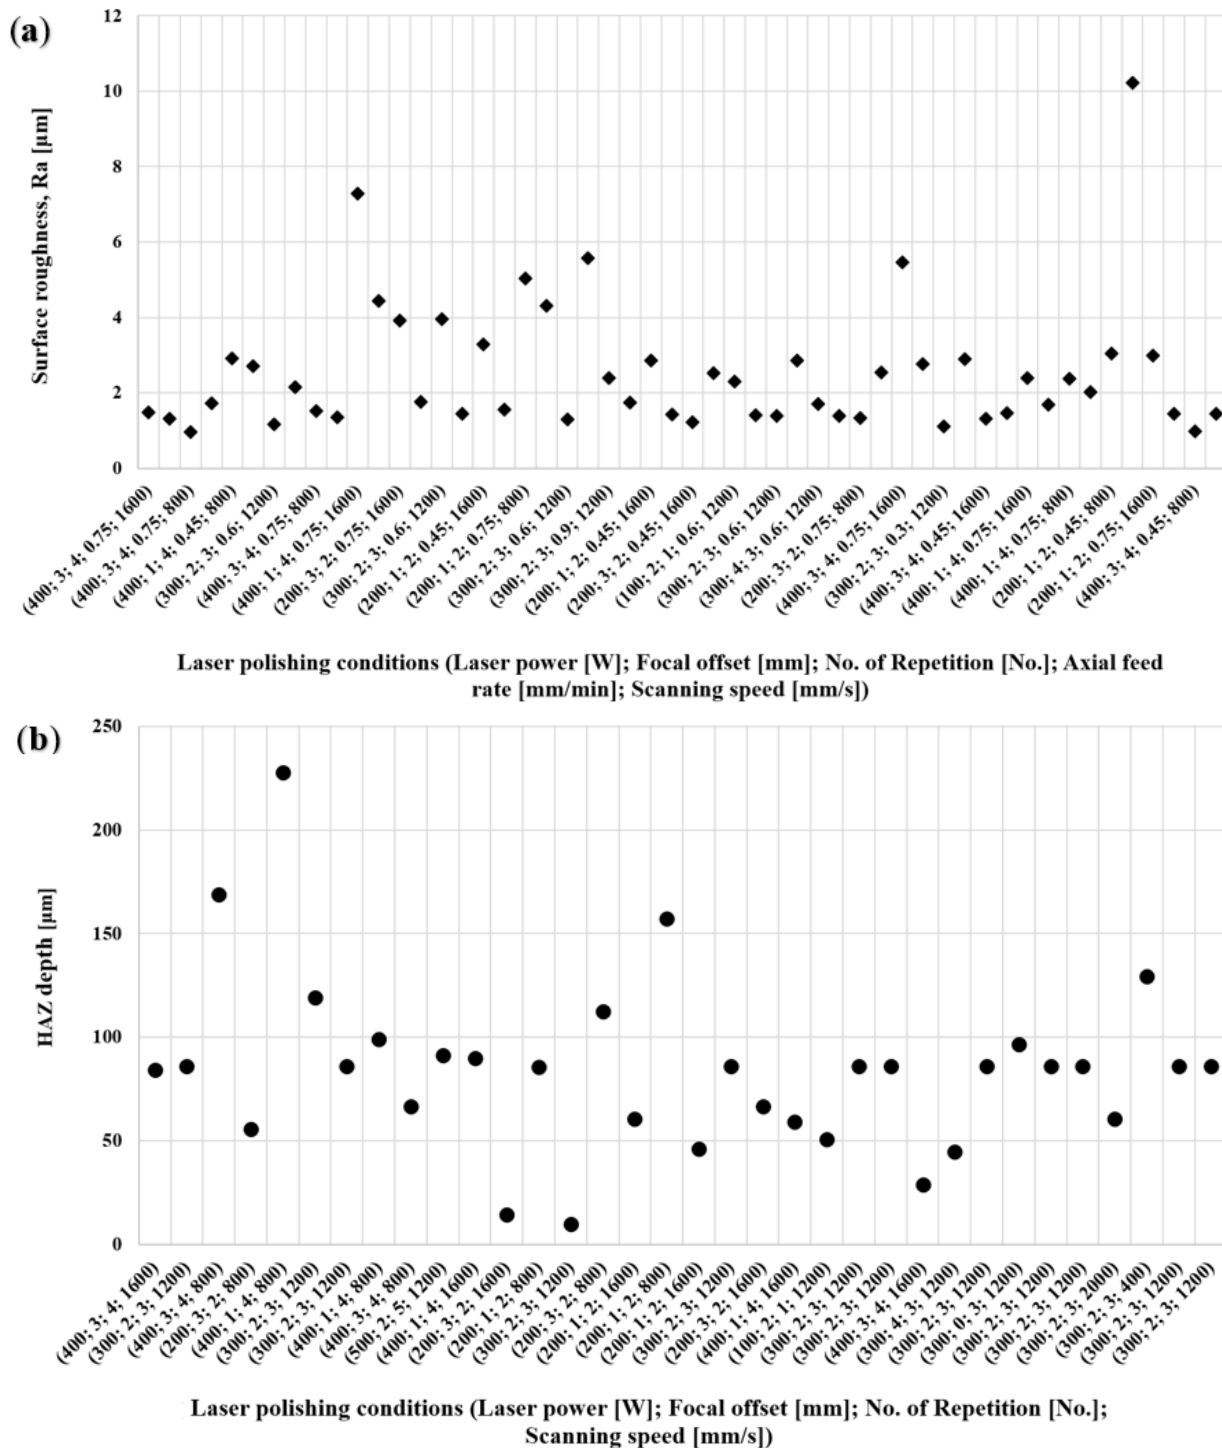 (a)
12
10
8
6
4
2
0
Surface roughness, Ra [µm]
(400; 3; 4; 0.75; 1600)
(400; 3; 4; 0.75; 800)
(400; 1; 4; 0.45; 800)
(300; 2; 3; 0.6; 1200)
(400; 3; 4; 0.75; 800)
(400; 1; 4; 0.75; 1600)
(200; 3; 2; 0.75; 1600)
(300; 2; 3; 0.6; 1200)
(200; 1; 2; 0.45; 1600)
(200; 1; 2; 0.75; 800)
(300; 2; 3; 0.6; 1200)
(300; 2; 3; 0.9; 1200)
(200; 1; 2; 0.45; 1600)
(200; 3; 2; 0.45; 1600)
(100; 2; 1; 0.6; 1200)
(300; 2; 3; 0.6; 1200)
(300; 4; 3; 0.6; 1200)
(200; 3; 2; 0.75; 800)
(400; 3; 4; 0.75; 1600)
(300; 2; 3; 0.3; 1200)
(400; 3; 4; 0.45; 1600)
(400; 1; 4; 0.75; 1600)
(400; 1; 4; 0.75; 800)
(200; 1; 2; 0.45; 800)
(200; 1; 2; 0.75; 1600)
(400; 3; 4; 0.45; 800)
Laser polishing conditions (Laser power [W]; Focal offset [mm]; No. of Repetition [No.]; Axial feed
rate [mm/min]; Scanning speed [mm/s])
(b)
250
200
150
100
50
0
HAZ depth [µm]
(400; 3; 4; 1600)
(300; 2; 3; 1200)
(400; 3; 4; 800)
(200; 3; 2; 800)
(400; 1; 4; 800)
(300; 2; 3; 1200)
(300; 2; 3; 1200)
(400; 1; 4; 800)
(400; 3; 4; 800)
(500; 2; 5; 1200)
(400; 1; 4; 1600)
(200; 3; 2; 1600)
(200; 1; 2; 800)
(300; 2; 3; 1200)
(200; 3; 2; 800)
(200; 1; 2; 1600)
(200; 1; 2; 800)
(200; 1; 2; 1600)
(300; 2; 3; 1200)
(200; 3; 2; 1600)
(400; 1; 4; 1600)
(100; 2; 1; 1200)
(300; 2; 3; 1200)
(300; 2; 3; 1200)
(400; 3; 4; 1600)
(300; 4; 3; 1200)
(300; 2; 3; 1200)
(300; 0; 3; 1200)
(300; 2; 3; 1200)
(300; 2; 3; 1200)
(300; 2; 3; 2000)
(300; 2; 3; 400)
(300; 2; 3; 1200)
(300; 2; 3; 1200)
Laser polishing conditions (Laser power [W]; Focal offset [mm]; No. of Repetition [No.];
Scanning speed [mm/s])